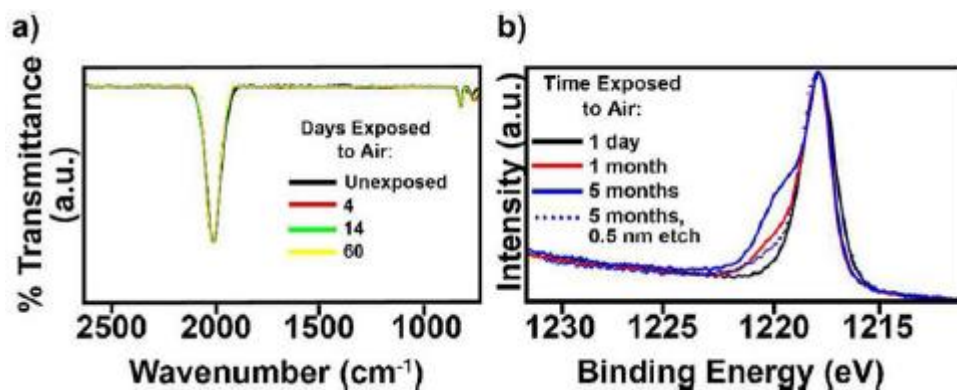 a)
% Transmittance
(a.u.)
Days Exposed
to Air:
Unexposed
4
14
60
2500 2000 1500 1000
Wavenumber (cm⁻¹)
b)
Intensity (a.u.)
Time Exposed
to Air:
1 day
1 month
5 months
5 months,
0.5 nm etch
1230 1225 1220 1215
Binding Energy (eV)